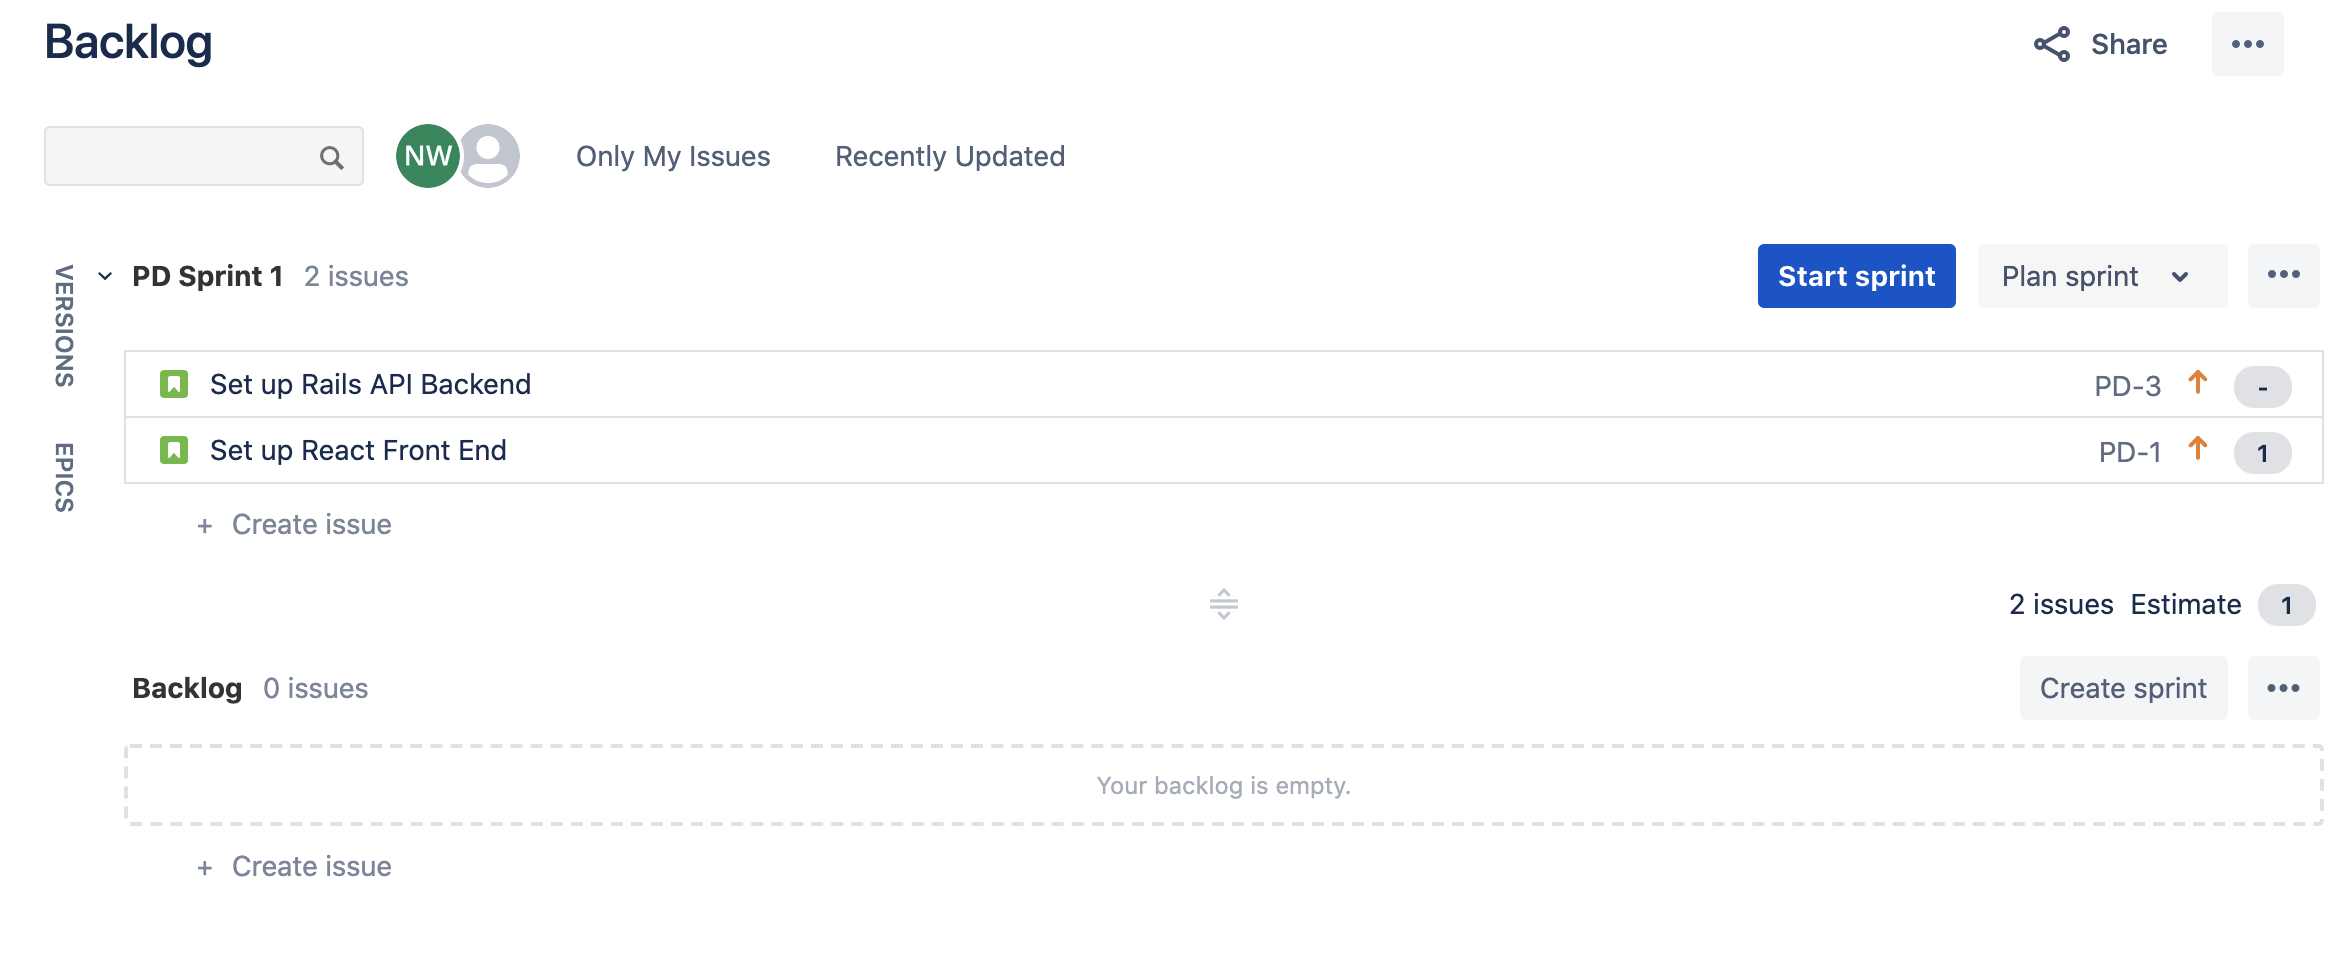 Backlog
Share
NW
Only My Issues
Recently Updated
VERSIONS
EPICS
PD Sprint 1 2 issues
Start sprint
Plan sprint
Set up Rails API Backend PD-3 -
Set up React Front End PD-1 1
+ Create issue
2 issues Estimate 1
Backlog 0 issues
Create sprint
Your backlog is empty.
+ Create issue